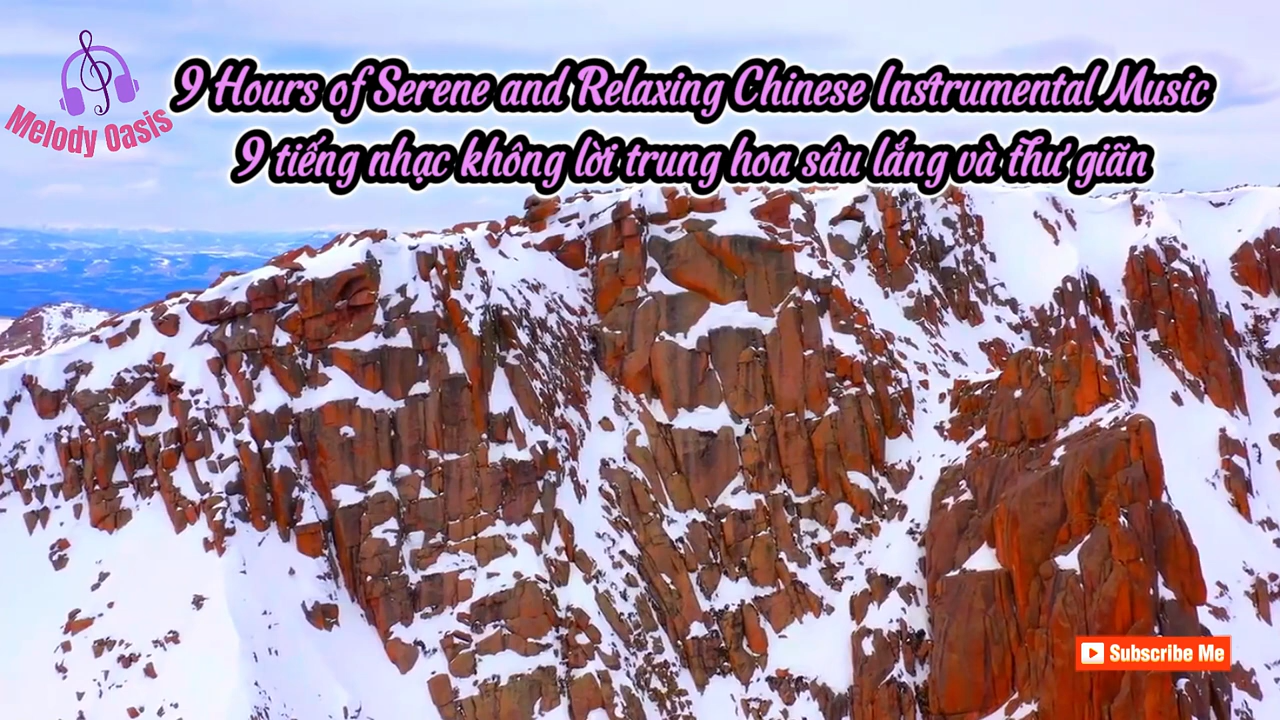 9 Hours of Serene and Relaxing Chinese Instrumental Music
9 tiếng nhạc không lời trung hoa sâu lắng và thư giãn
Melody Oasis
Subscribe Me